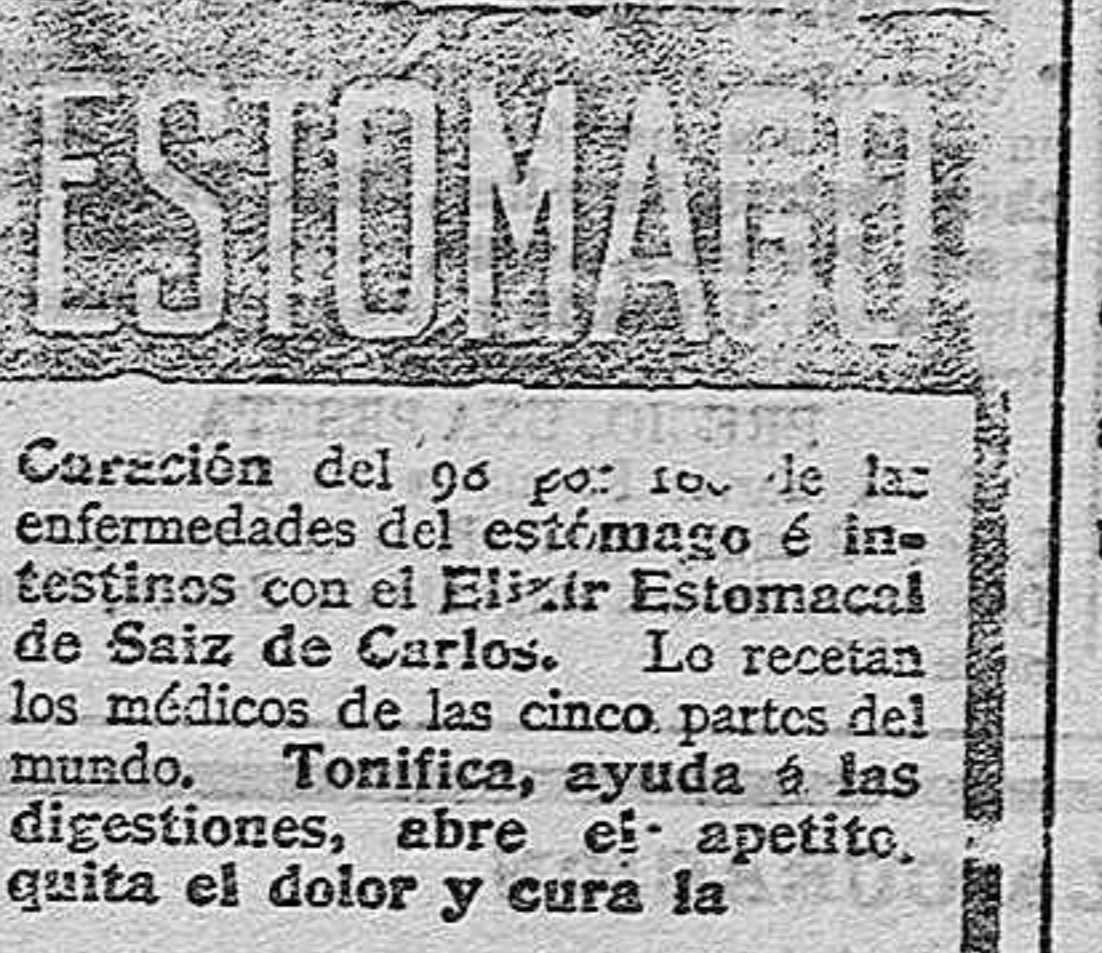 ESTÓMAGO
Curación del 98 por 100 de las
enfermedades del estómago é in-
testinos con el Elixir Estomacal
de Saiz de Carlos. Lo recetan
los médicos de las cinco partes del
mundo. Tonifica, ayuda á las
digestiones, abre el apetito,
quita el dolor y cura la